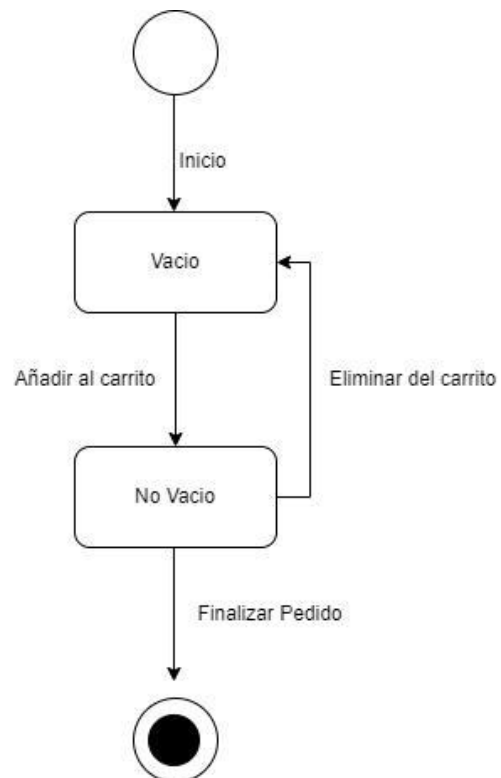 Inicio
Vacio
Añadir al carrito
Eliminar del carrito
No Vacio
Finalizar Pedido